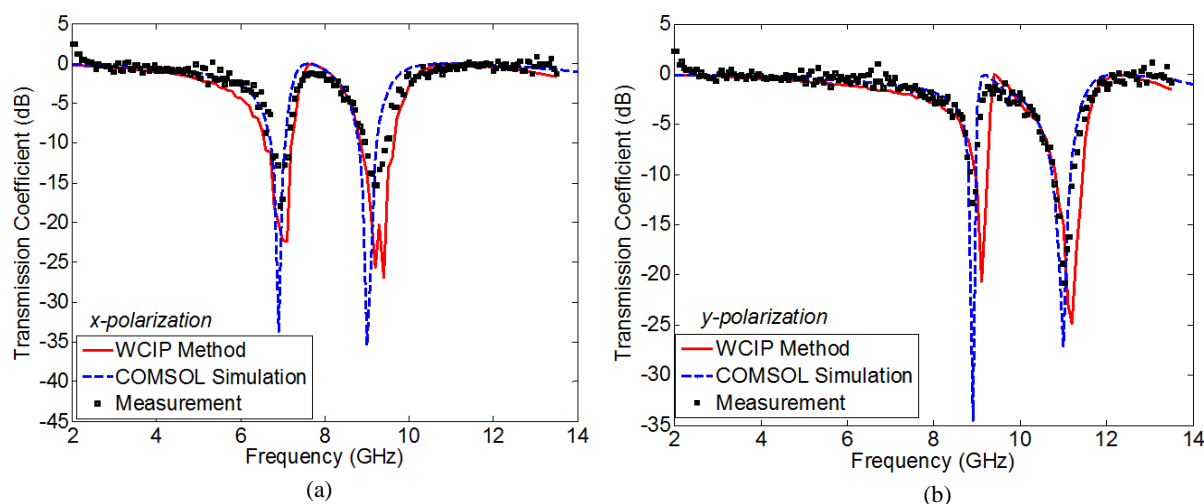 5
0
-5
-10
-15
-20
-25
-30
-35
-40
-45
Transmission Coefficient (dB)
x-polarization
WCIP Method
COMSOL Simulation
Measurement
2 4 6 8 10 12 14
Frequency (GHz)
(a)
5
0
-5
-10
-15
-20
-25
-30
-35
Transmission Coefficient (dB)
y-polarization
WCIP Method
COMSOL Simulation
Measurement
2 4 6 8 10 12 14
Frequency (GHz)
(b)